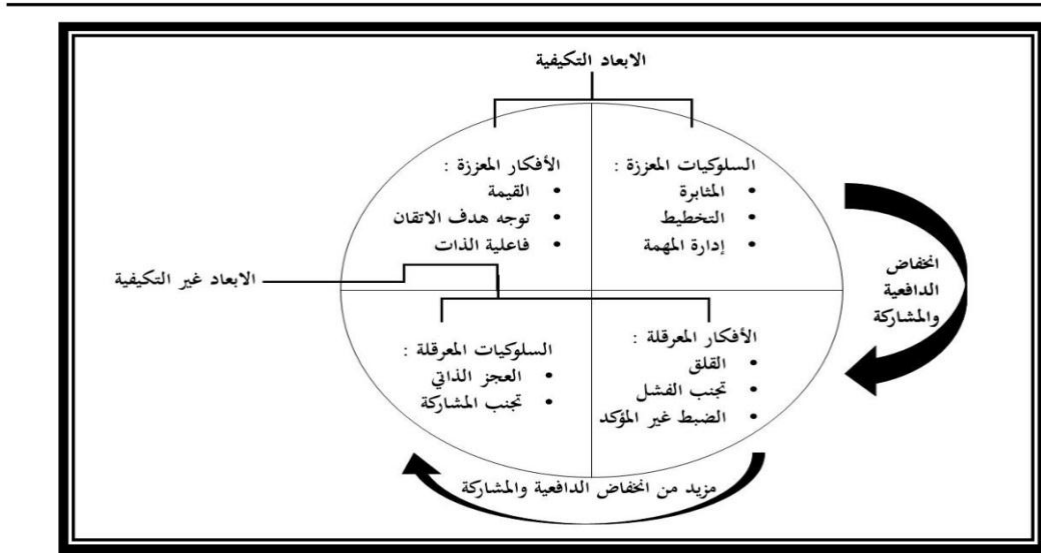 الابعاد التكيفية
السلوكيات المعززة :
• المثابرة
• التخطيط
• إدارة المهمة
الأفكار المعززة :
• القيمة
• توجه هدف الاتقان
• فاعلية الذات
انخفاض
الدافعية
والمشاركة
الابعاد غير التكيفية
الأفكار المعرقلة :
• القلق
• تجنب الفشل
• الضبط غير المؤكد
السلوكيات المعرقلة :
• العجز الذاتي
• تجنب المشاركة
مزيد من انخفاض الدافعية والمشاركة